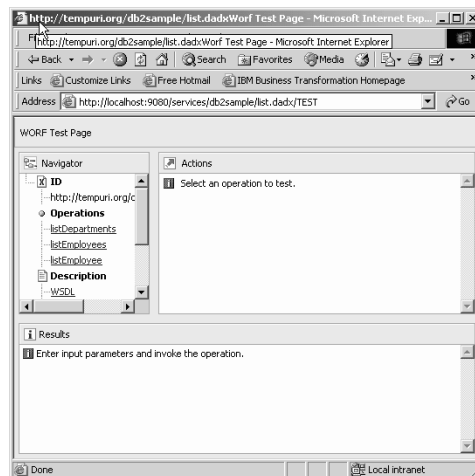 http://tempuri.org/db2sample/list.dadxWorf Test Page - Microsoft Internet Exp...
http://tempuri.org/db2sample/list.dadxWorf Test Page - Microsoft Internet Explorer
Back Search Favorites Media
Links Customize Links Free Hotmail IBM Business Transformation Homepage
Address http://localhost:9080/services/db2sample/list.dadx/TEST Go
WORF Test Page
Navigator
ID
http://tempuri.org/c
Operations
listDepartments
listEmployees
listEmployee
Description
WSDL
Actions
Select an operation to test.
Results
Enter input parameters and invoke the operation.
Done
Local intranet